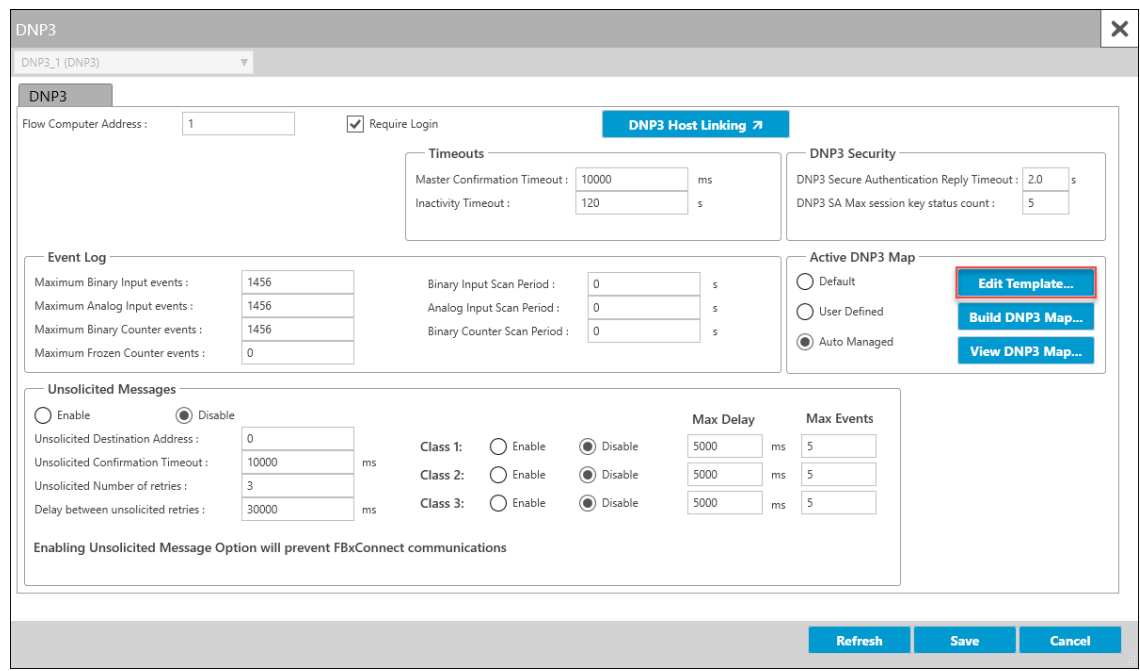 DNP3
DNP3_1 (DNP3)
DNP3
Flow Computer Address : 1 Require Login DNP3 Host Linking
Timeouts
Master Confirmation Timeout : 10000 ms
Inactivity Timeout : 120 s
DNP3 Security
DNP3 Secure Authentication Reply Timeout : 2.0 s
DNP3 SA Max session key status count : 5
Event Log
Maximum Binary Input events : 1456
Maximum Analog Input events : 1456
Maximum Binary Counter events : 1456
Maximum Frozen Counter events : 0
Binary Input Scan Period : 0 s
Analog Input Scan Period : 0 s
Binary Counter Scan Period : 0 s
Active DNP3 Map
Default Edit Template...
User Defined Build DNP3 Map...
Auto Managed View DNP3 Map...
Unsolicited Messages
Enable Disable
Unsolicited Destination Address : 0
Unsolicited Confirmation Timeout : 10000 ms
Unsolicited Number of retries : 3
Delay between unsolicited retries : 30000 ms
Max Delay Max Events
Class 1: Enable Disable 5000 ms 5
Class 2: Enable Disable 5000 ms 5
Class 3: Enable Disable 5000 ms 5
Enabling Unsolicited Message Option will prevent FBxConnect communications
Refresh Save Cancel